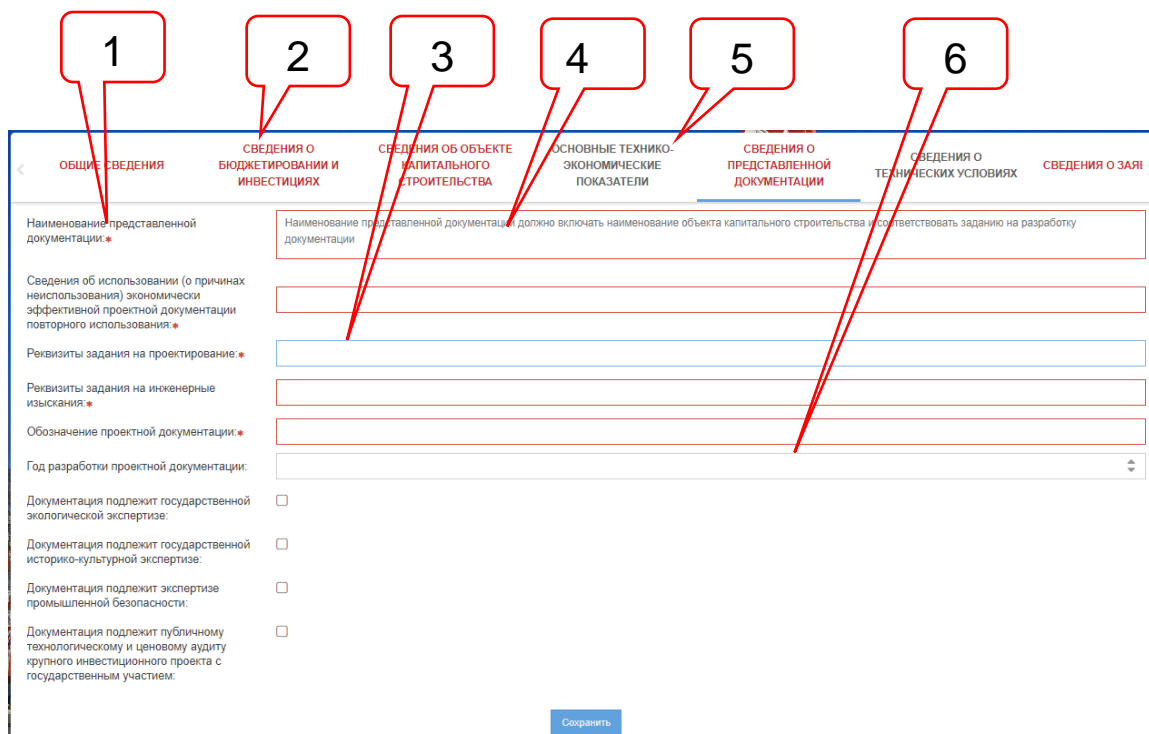 1
2
3
4
5
6
ОБЩИЕ СВЕДЕНИЯ
СВЕДЕНИЯ О
БЮДЖЕТИРОВАНИИ И
ИНВЕСТИЦИЯХ
СВЕДЕНИЯ ОБ ОБЪЕКТЕ
КАПИТАЛЬНОГО
СТРОИТЕЛЬСТВА
ОСНОВНЫЕ ТЕХНИКО-
ЭКОНОМИЧЕСКИЕ
ПОКАЗАТЕЛИ
СВЕДЕНИЯ О
ПРЕДСТАВЛЕННОЙ
ДОКУМЕНТАЦИИ
СВЕДЕНИЯ О
ТЕХНИЧЕСКИХ УСЛОВИЯХ
СВЕДЕНИЯ О ЗАЯ
Наименование представленной
документации:*
Наименование представленной документации должно включать наименование объекта капитального строительства и соответствовать заданию на разработку
документации
Сведения об использовании (о причинах
неиспользования) экономически
эффективной проектной документации
повторного использования:*
Реквизиты задания на проектирование:*
Реквизиты задания на инженерные
изыскания:*
Обозначение проектной документации:*
Год разработки проектной документации:
Документация подлежит государственной
экологической экспертизе:
Документация подлежит государственной
историко-культурной экспертизе:
Документация подлежит экспертизе
промышленной безопасности:
Документация подлежит публичному
технологическому и ценовому аудиту
крупного инвестиционного проекта с
государственным участием:
Сохранить